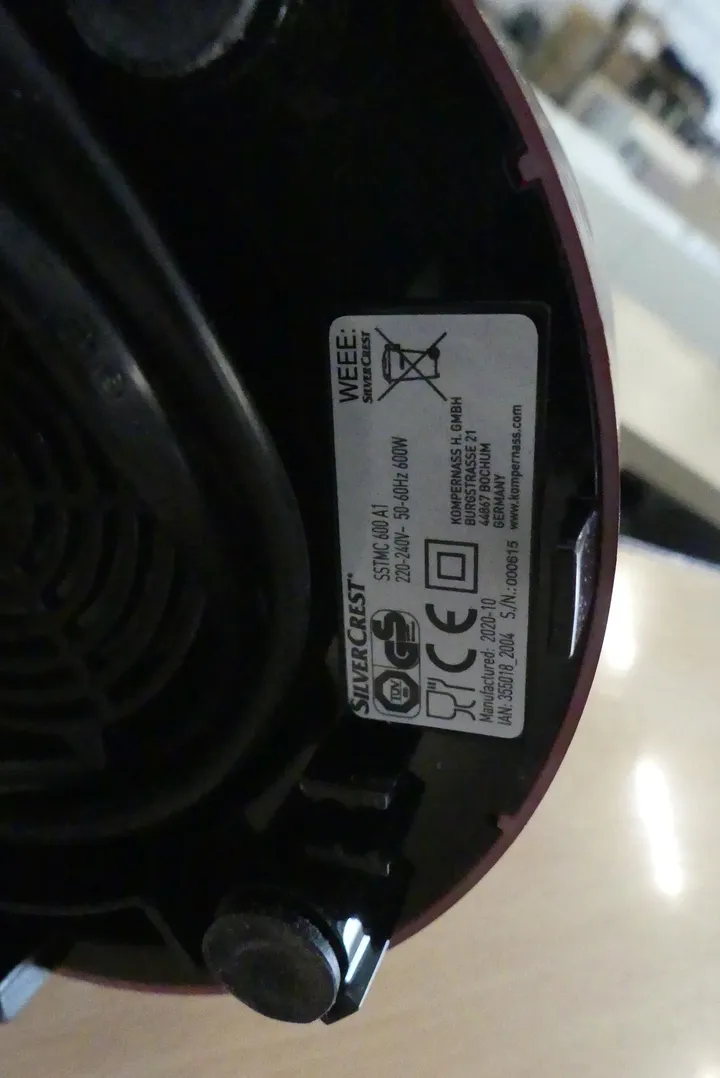 SILVERCREST®
SSTMC 600 A1
220-240V~ 50-60Hz 600W
WEEE:
SILVERCREST
TÜV
GS
CE
KOMPERNASS H. GMBH
BURGSTRASSE 21
44867 BOCHUM
GERMANY
www.kompernass.com
Manufactured: 2020-10
IAN: 355018_2004 S./N.: 000615